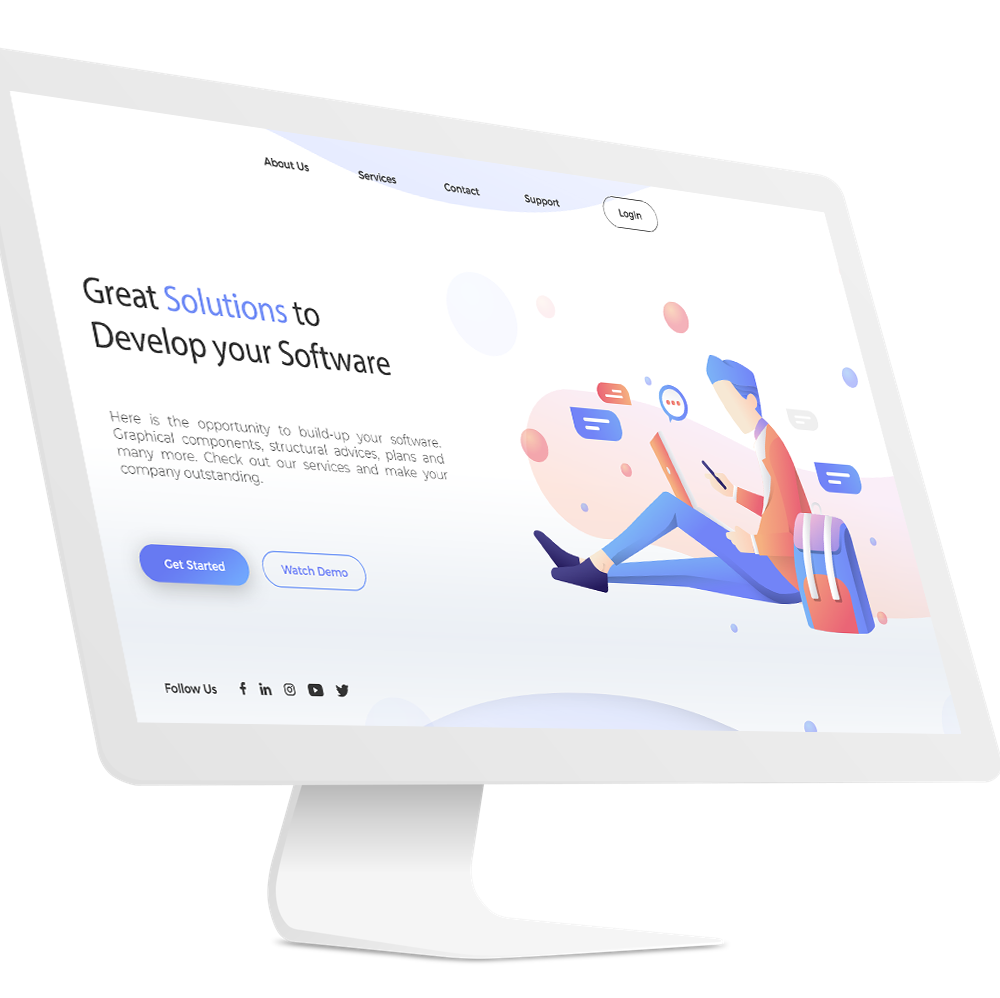 About Us
Services
Contact
Support
Login
Great Solutions to
Develop your Software
Here is the opportunity to build-up your software.
Graphical components, structural advices, plans and
many more. Check out our services and make your
company outstanding.
Get Started
Watch Demo
Follow Us